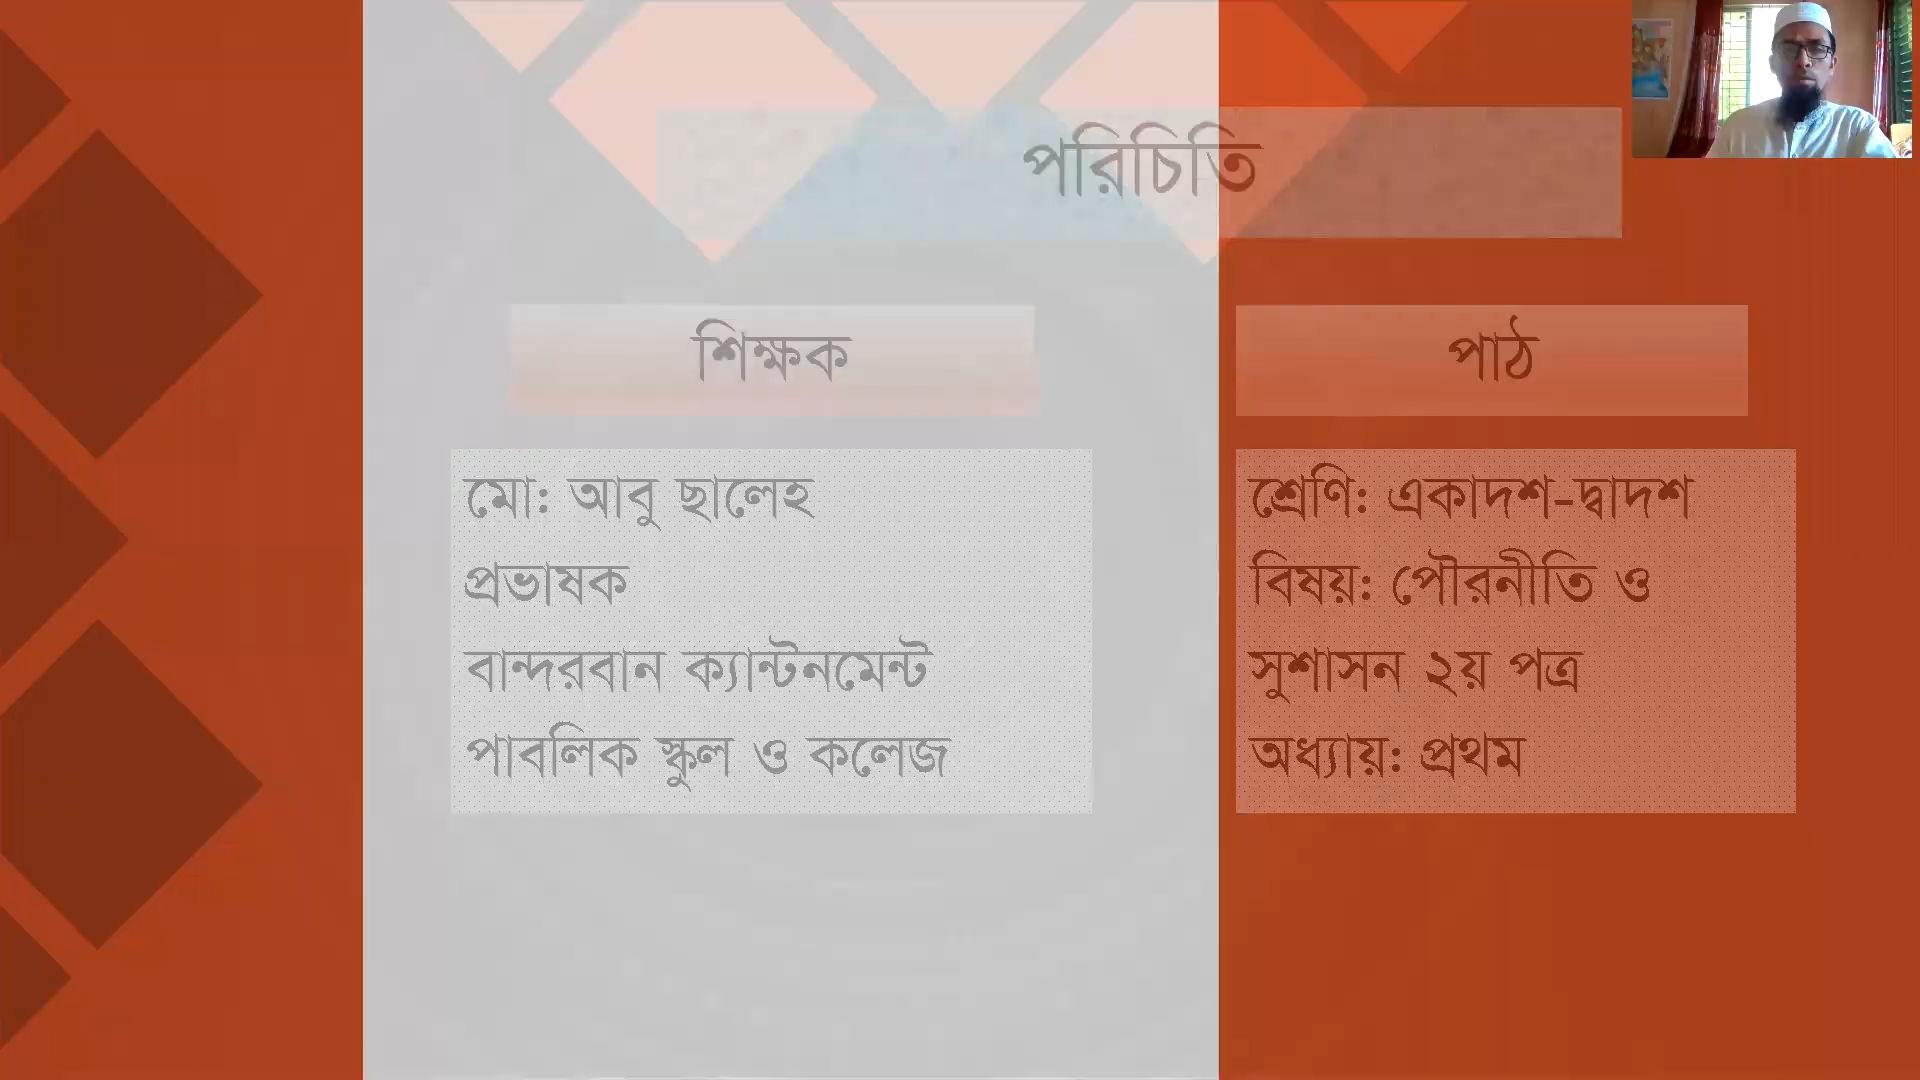 পরিচিতি
শিক্ষক
মো: আবু ছালেহ
প্রভাষক
বান্দরবান ক্যান্টনমেন্ট
পাবলিক স্কুল ও কলেজ
পাঠ
শ্রেণি: একাদশ-দ্বাদশ
বিষয়: পৌরনীতি ও
সুশাসন ২য় পত্র
অধ্যায়: প্রথম